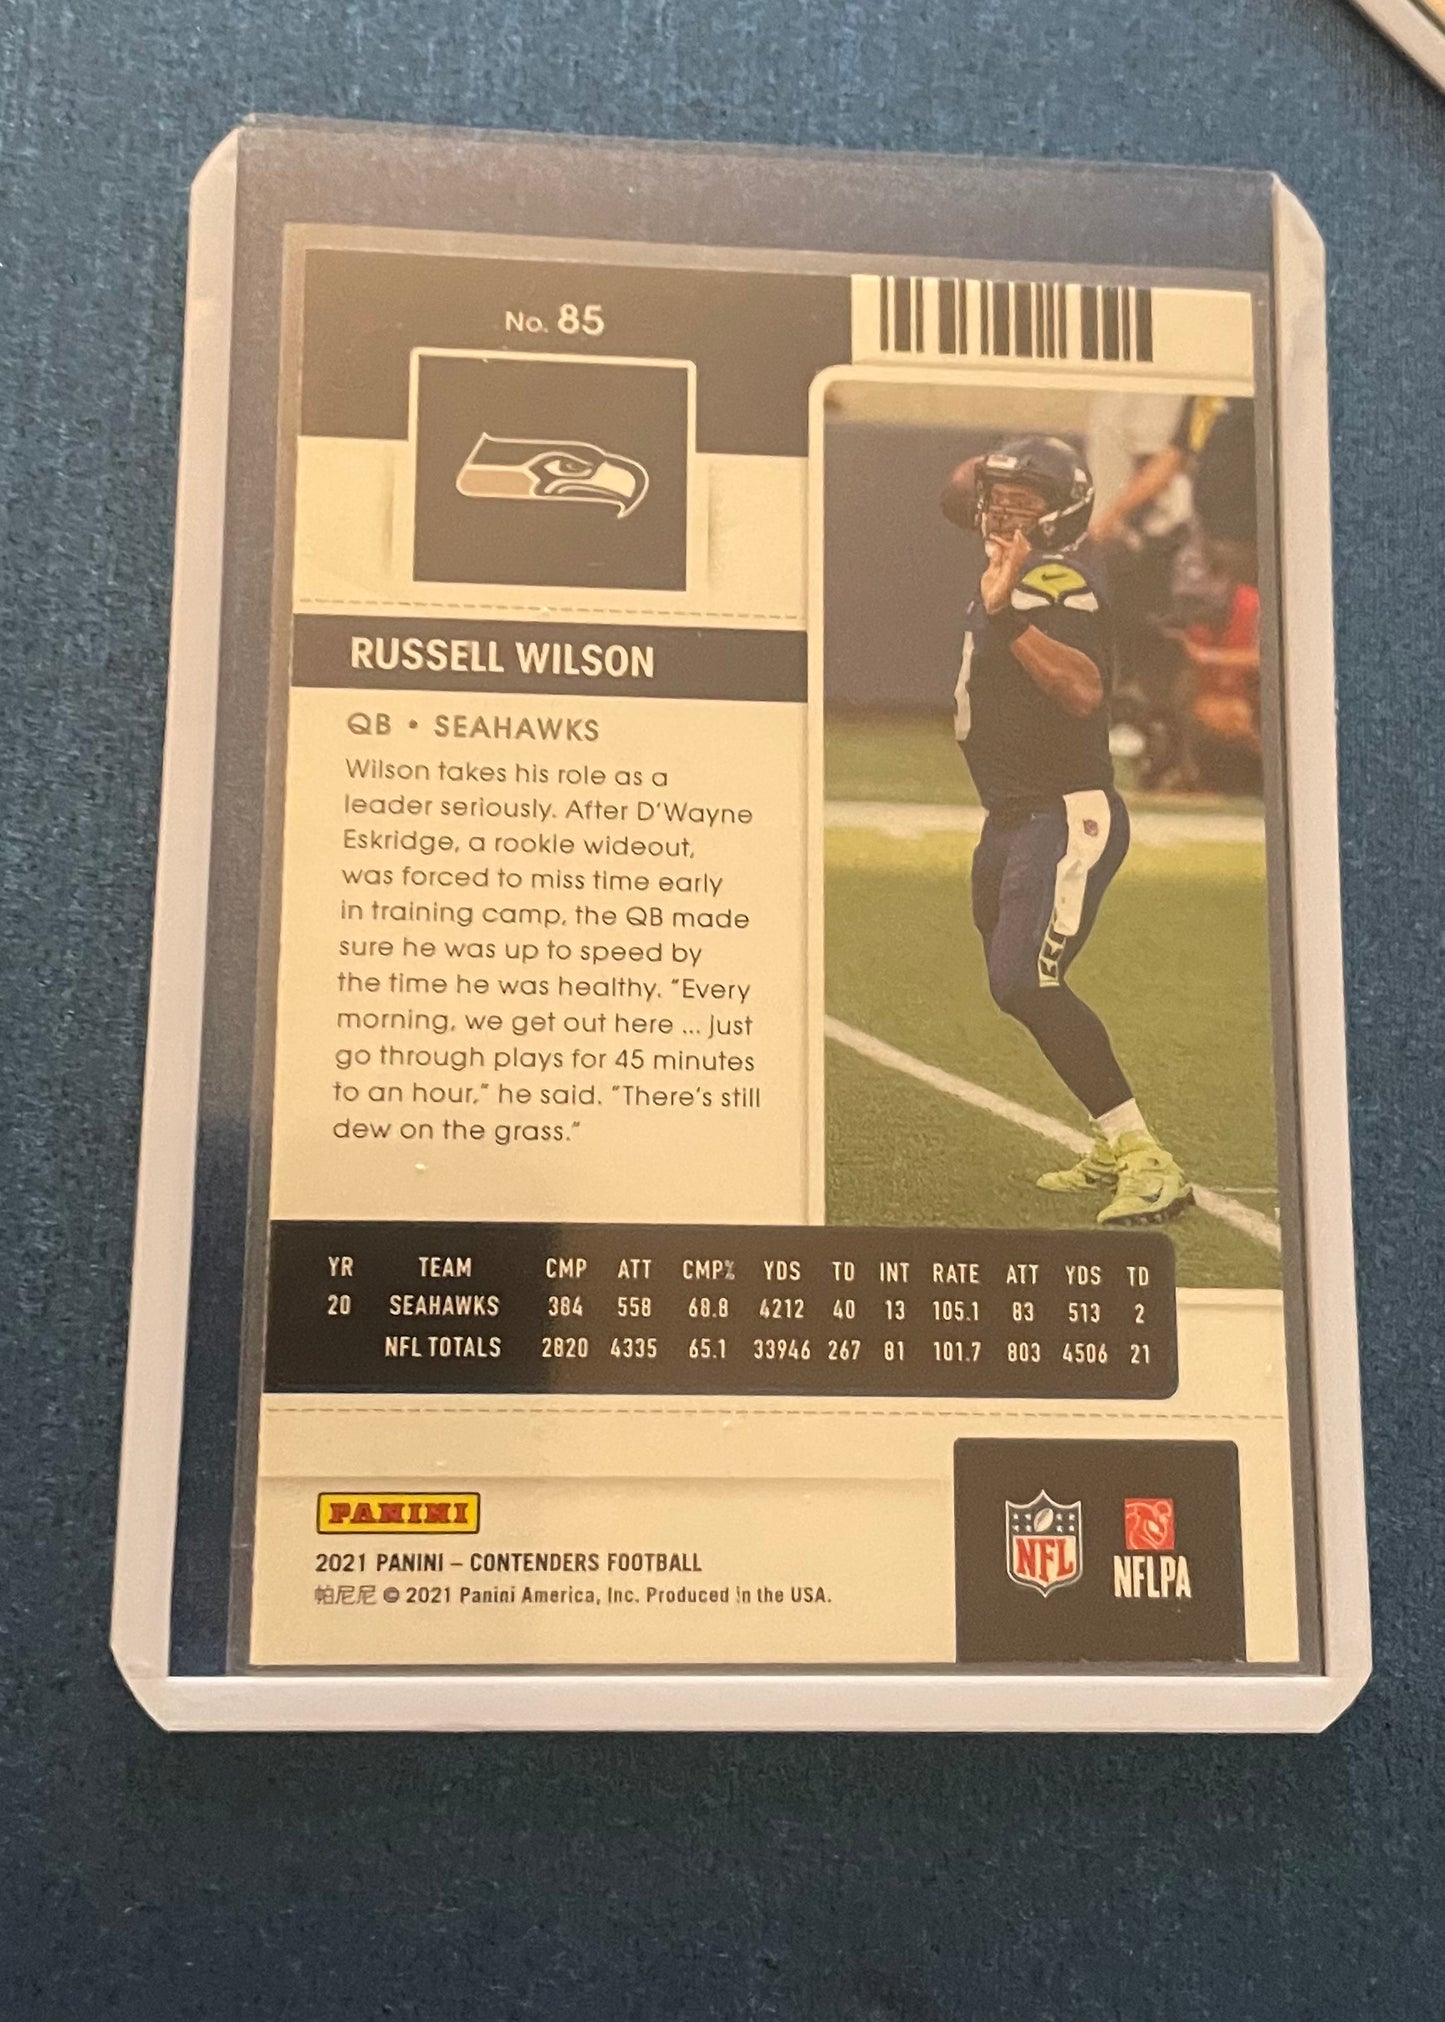 No. 85
RUSSELL WILSON
QB • SEAHAWKS
Wilson takes his role as a
leader seriously. After D'Wayne
Eskridge, a rookie wideout,
was forced to miss time early
in training camp, the QB made
sure he was up to speed by
the time he was healthy. "Every
morning, we get out here ... just
go through plays for 45 minutes
to an hour," he said. "There's still
dew on the grass."
YR TEAM CMP ATT CMP% YDS TD INT RATE ATT YDS TD
20 SEAHAWKS 384 558 68.8 4212 40 13 105.1 83 513 2
NFL TOTALS 2820 4335 65.1 33946 267 81 101.7 803 4506 21
PANINI
2021 PANINI – CONTENDERS FOOTBALL
帕尼尼 © 2021 Panini America, Inc. Produced in the USA.
NFL
NFLPA